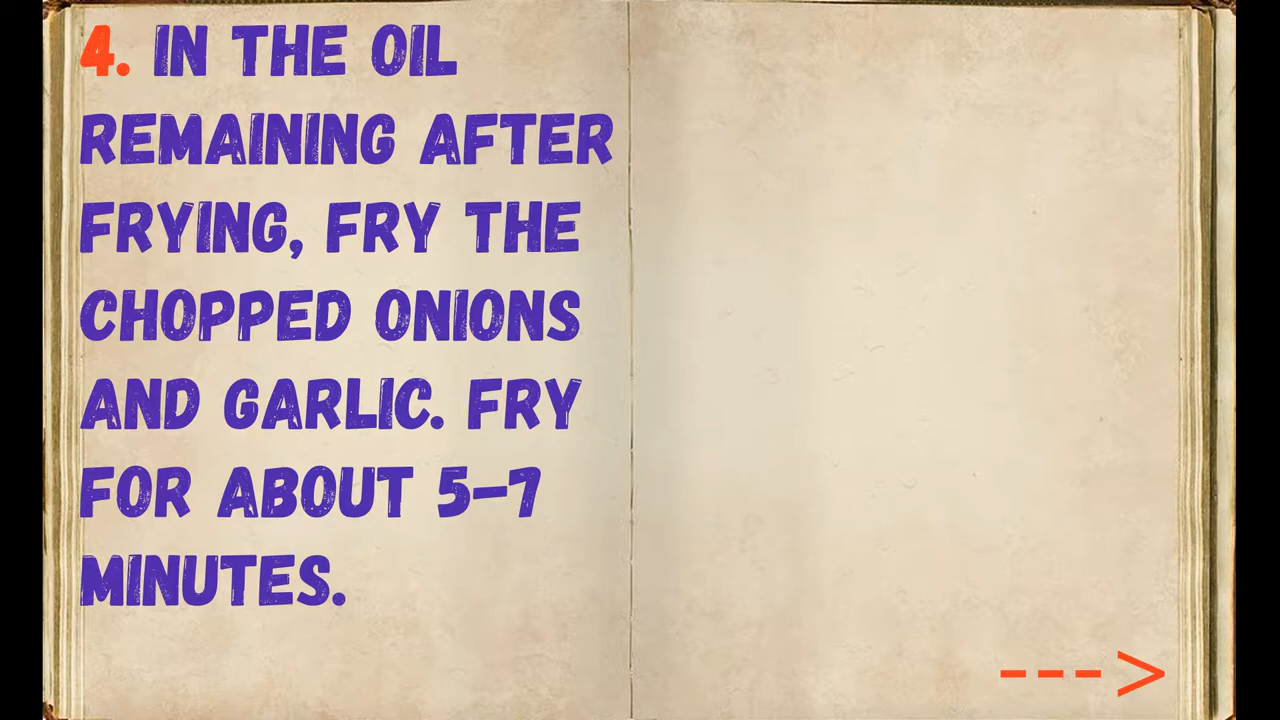 4. IN THE OIL
REMAINING AFTER
FRYING, FRY THE
CHOPPED ONIONS
AND GARLIC. FRY
FOR ABOUT 5–7
MINUTES.
--->